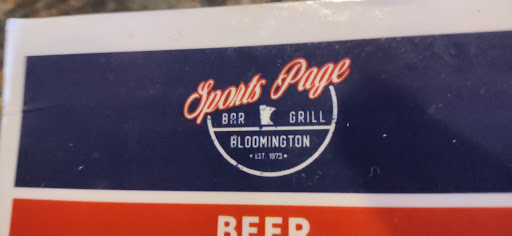 Sports Page
BAR GRILL
BLOOMINGTON
• EST. 1973 •
BEER